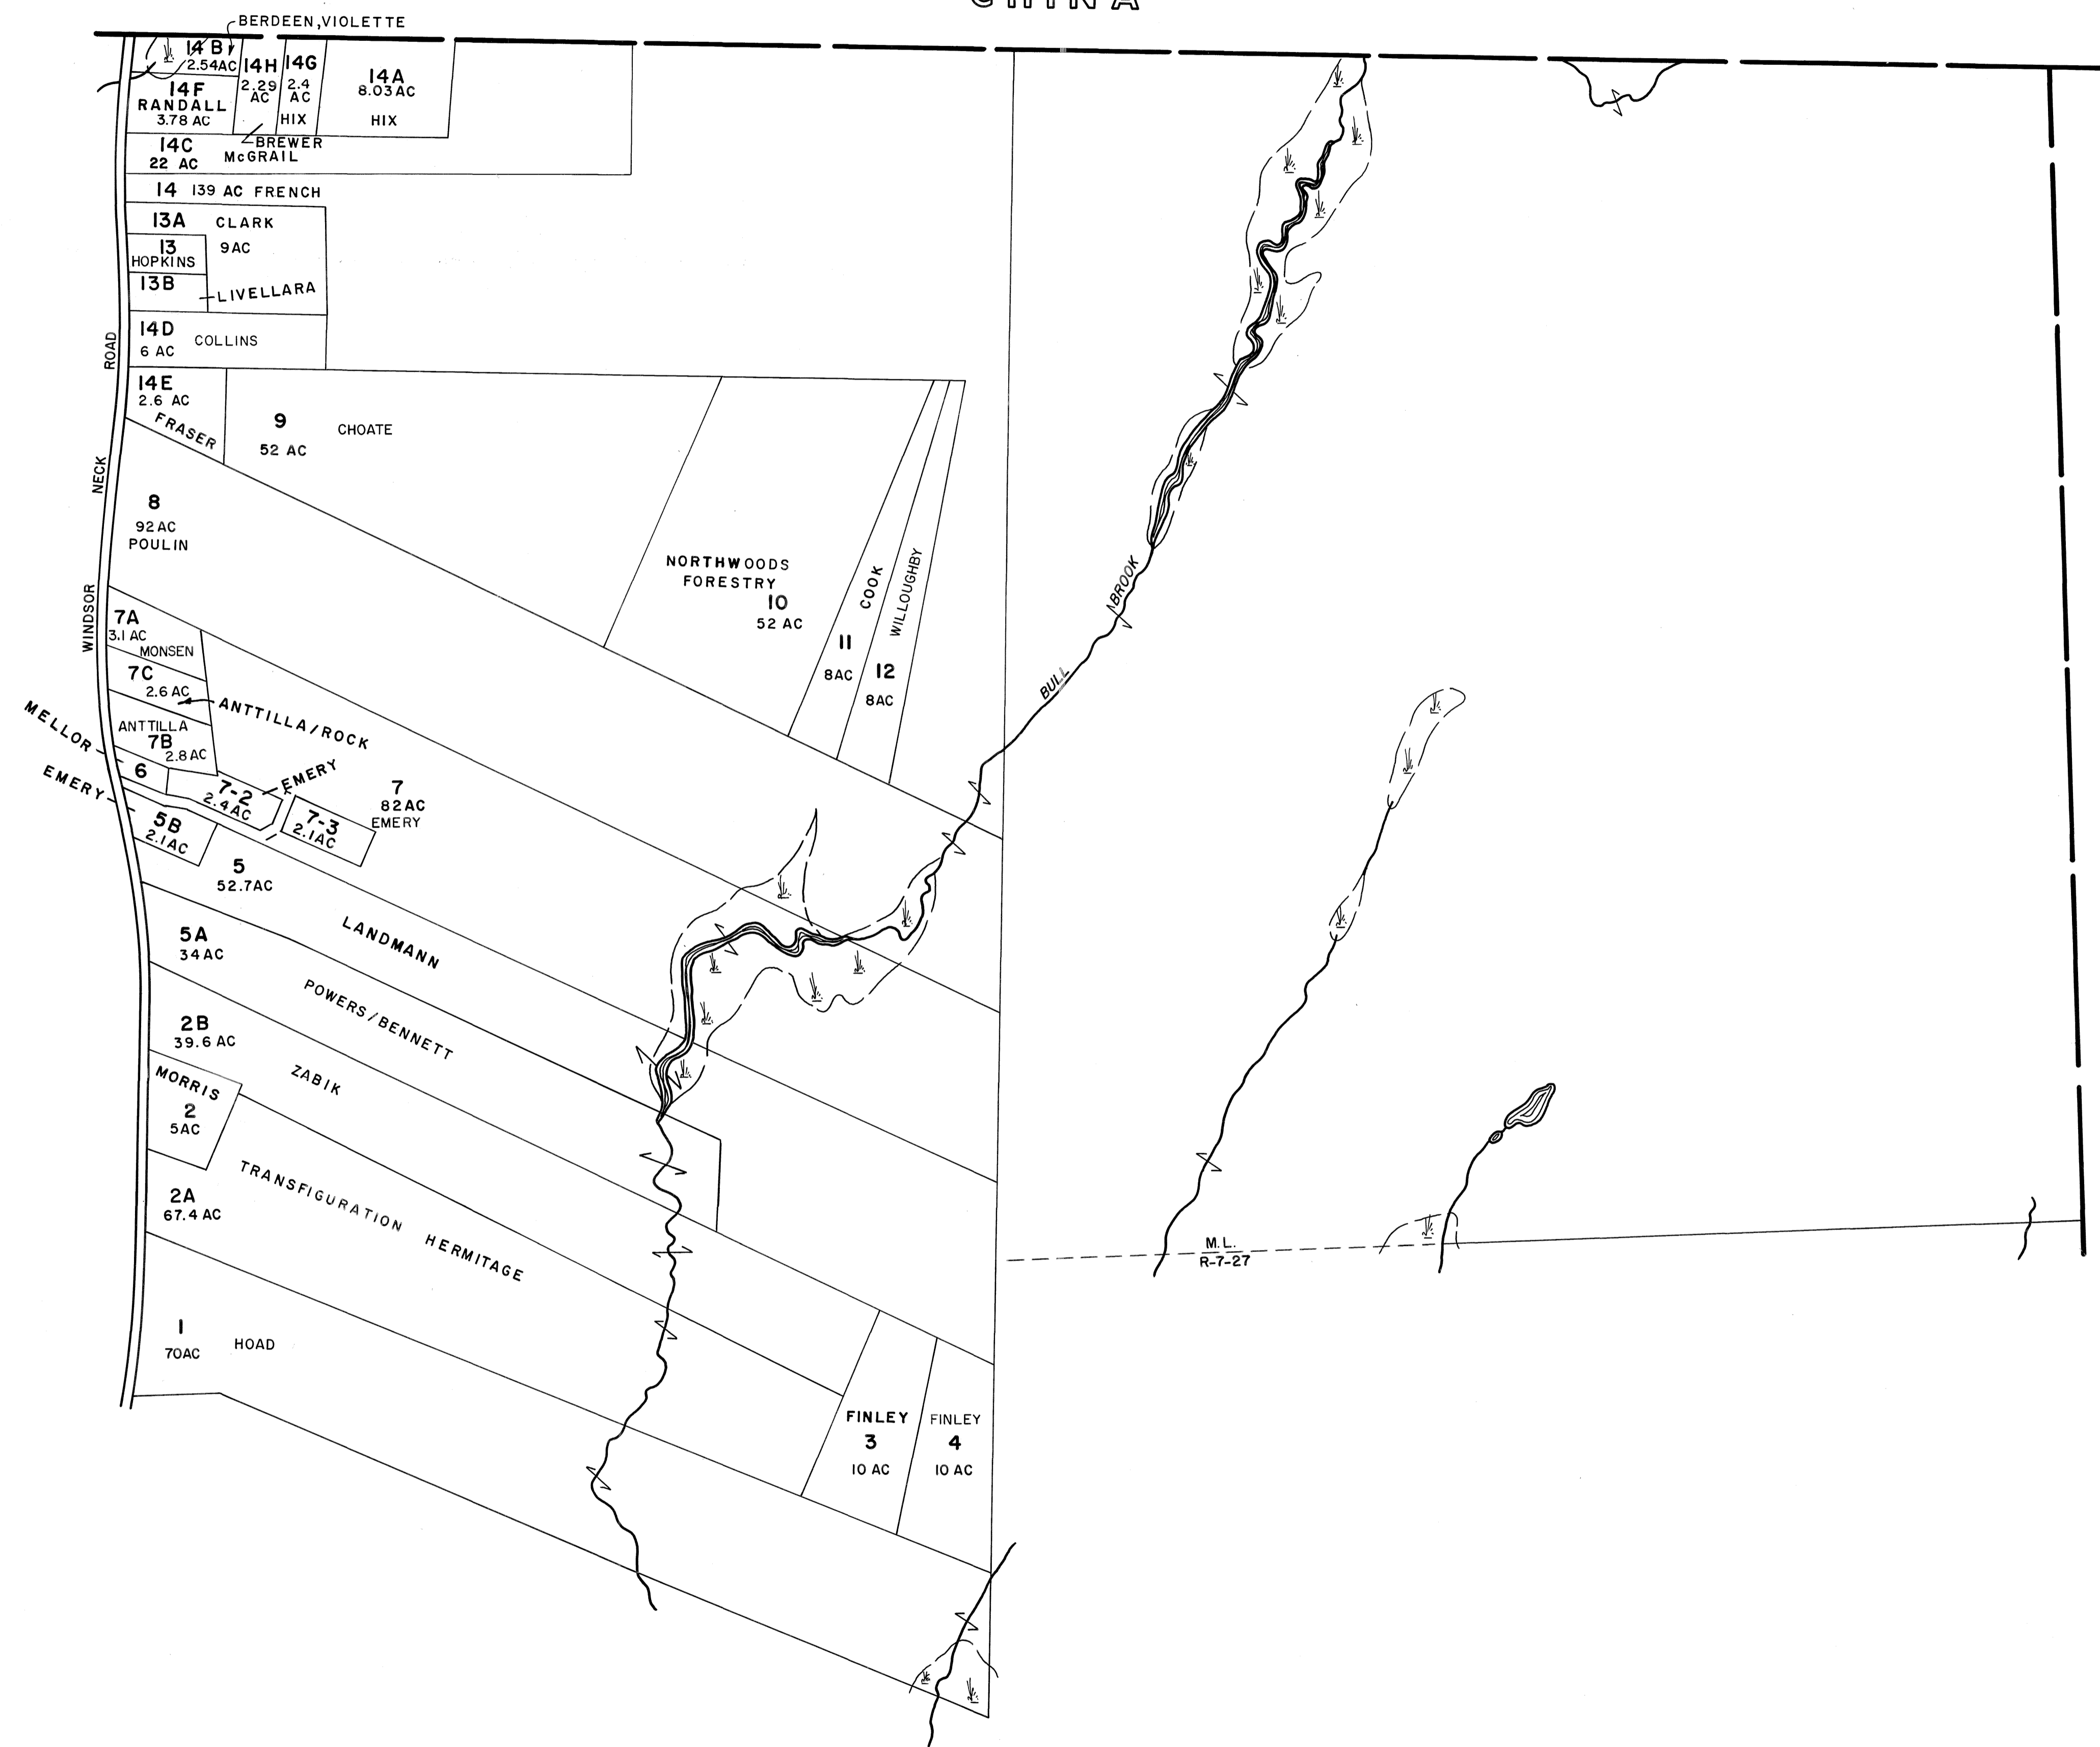 CHINA
BERDEEN,VIOLETTE
14 B
2.54AC
14H
2.29
AC
14G
2.4
AC
HIX
14A
8.03AC
HIX
14F
RANDALL
3.78 AC
BREWER
14C
22 AC
McGRAIL
14 139 AC FRENCH
13A CLARK
9AC
13
HOPKINS
13B
LIVELLARA
14D
6 AC
COLLINS
14E
2.6 AC
FRASER
9
52 AC
CHOATE
WINDSOR NECK ROAD
8
92AC
POULIN
NORTHWOODS
FORESTRY
10
52 AC
COOK
11
8AC
WILLOUGHBY
12
8AC
BULL BROOK
7A
3.1 AC
MONSEN
7C
2.6 AC
ANTTILLA/ROCK
ANTTILLA
7B
2.8AC
MELLOR
6
EMERY
7-2
2.4AC
EMERY
7-3
2.1AC
7
82AC
EMERY
5B
2.1AC
5
52.7AC
LANDMANN
5A
34AC
POWERS/BENNETT
2B
39.6 AC
ZABIK
MORRIS
2
5AC
2A
67.4 AC
TRANSFIGURATION HERMITAGE
M.L.
R-7-27
1
70AC
HOAD
FINLEY
3
10 AC
FINLEY
4
10 AC